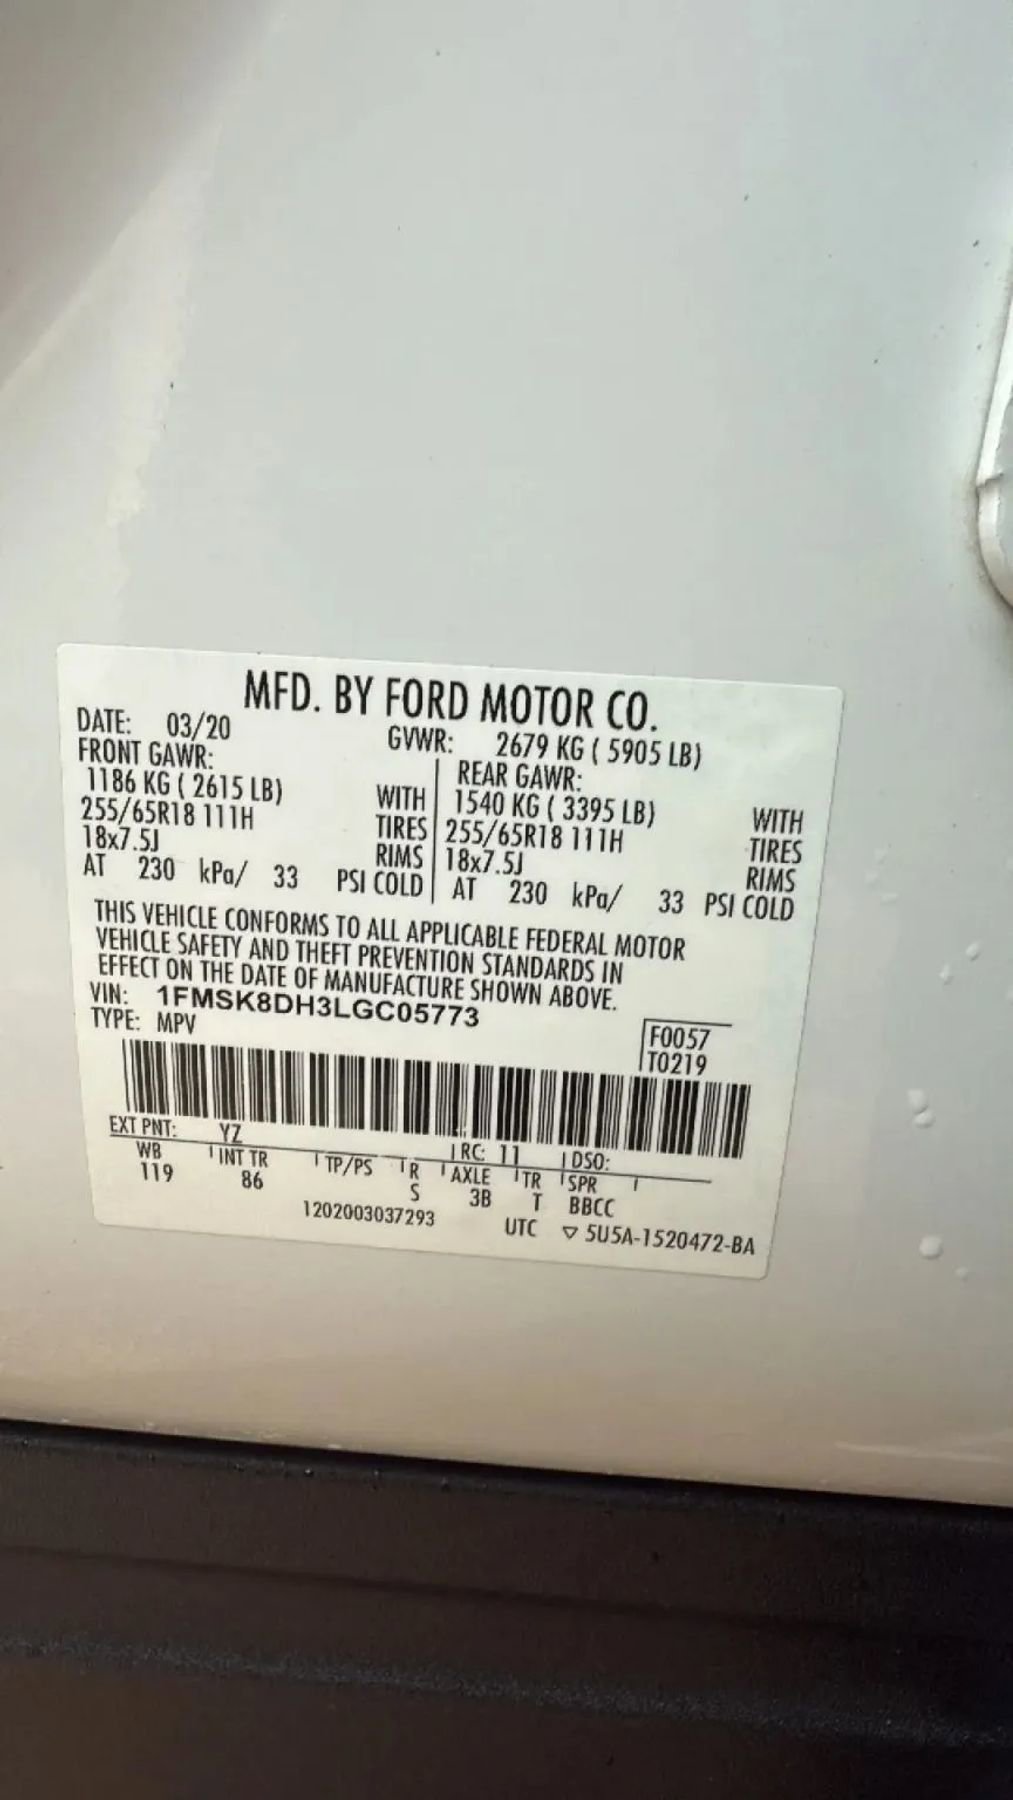 MFD. BY FORD MOTOR CO.
DATE: 03/20 GVWR: 2679 KG ( 5905 LB)
FRONT GAWR: REAR GAWR:
1186 KG ( 2615 LB) WITH 1540 KG ( 3395 LB) WITH
255/65R18 111H TIRES 255/65R18 111H TIRES
18x7.5J RIMS 18x7.5J RIMS
AT 230 kPa/ 33 PSI COLD AT 230 kPa/ 33 PSI COLD
THIS VEHICLE CONFORMS TO ALL APPLICABLE FEDERAL MOTOR
VEHICLE SAFETY AND THEFT PREVENTION STANDARDS IN
EFFECT ON THE DATE OF MANUFACTURE SHOWN ABOVE.
VIN: 1FMSK8DH3LGC05773
TYPE: MPV
F0057
T0219
EXT PNT: YZ RC: 11 DSO:
WB INT TR TP/PS R AXLE TR SPR
119 86 S 3B T BBCC
1202003037293 UTC ▽ 5U5A-1520472-BA